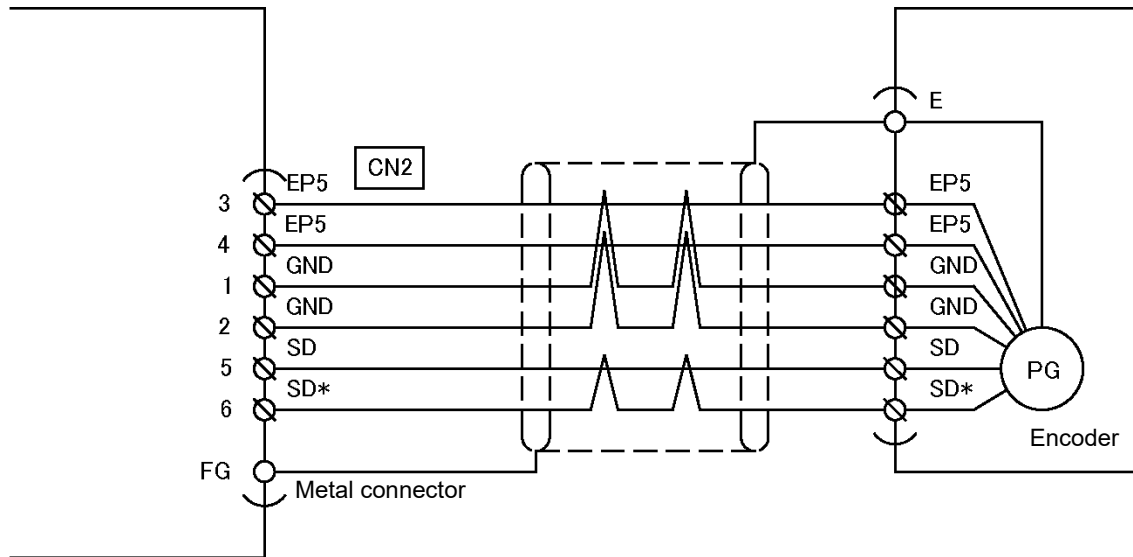 E
CN2
3 EP5 EP5
4 EP5 EP5
1 GND GND
2 GND GND
5 SD SD
6 SD* SD*
PG
Encoder
FG
Metal connector